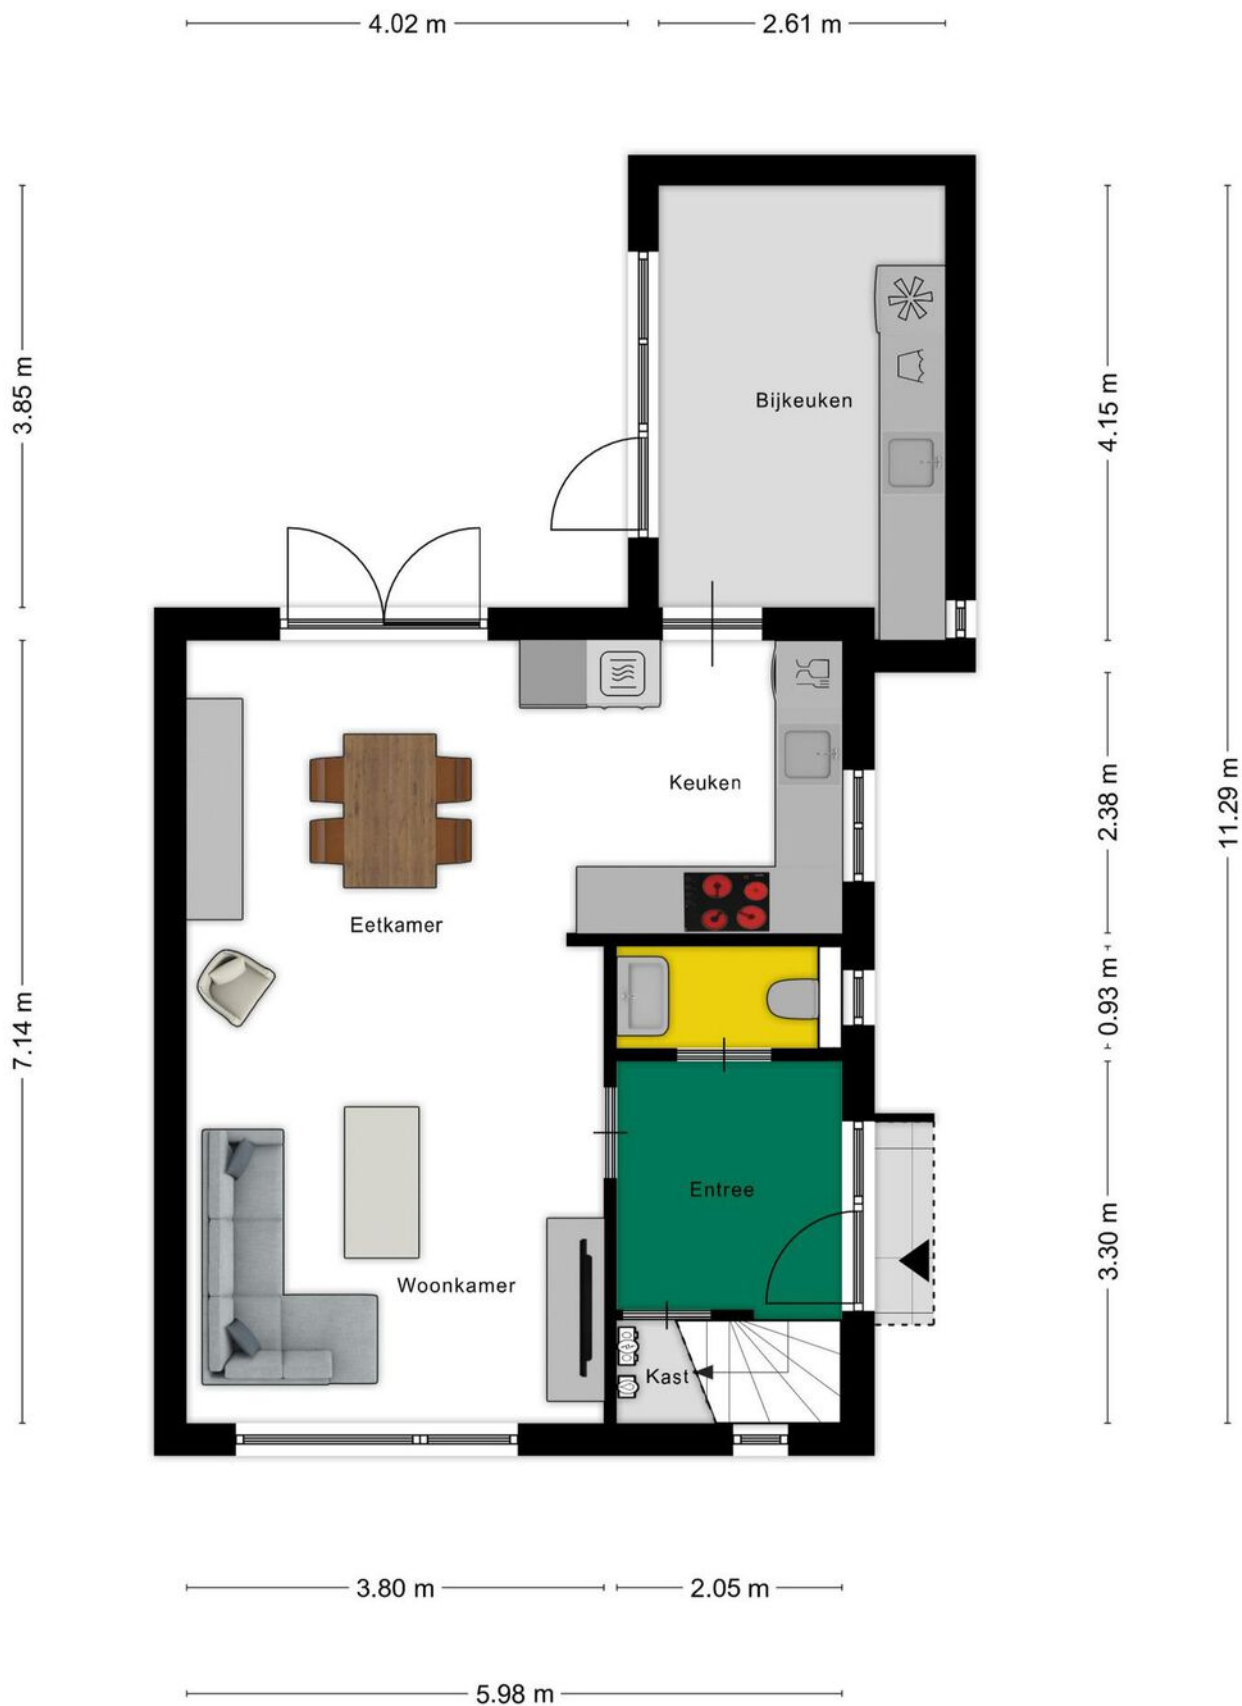 4.02 m
2.61 m
3.85 m
4.15 m
Bijkeuken
Keuken
2.38 m
11.29 m
Eetkamer
0.93 m
7.14 m
Entree
3.30 m
Woonkamer
Kast
3.80 m
2.05 m
5.98 m